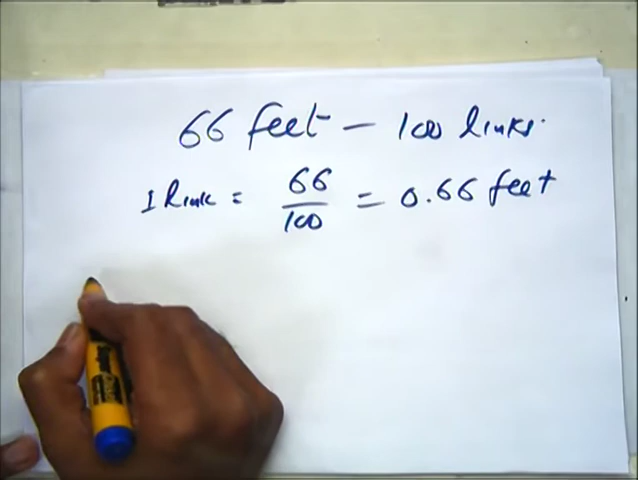 66 feet - 100 links.
1 link = 66/100 = 0.66 feet